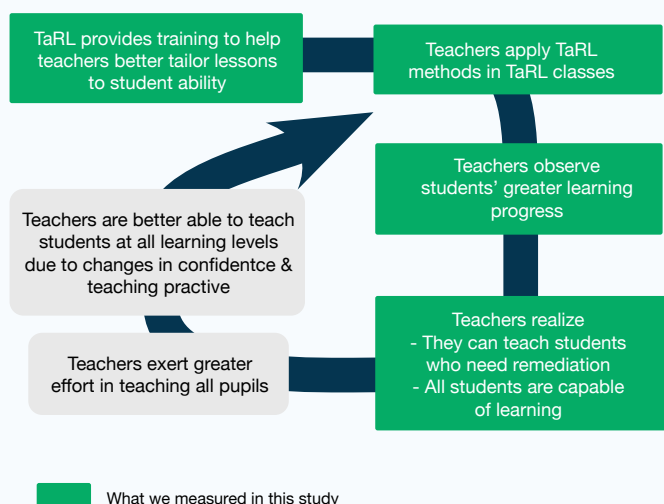 TaRL provides training to help
teachers better tailor lessons
to student ability
Teachers apply TaRL
methods in TaRL classes
Teachers observe
students’ greater learning
progress
Teachers realize
- They can teach students
who need remediation
- All students are capable
of learning
Teachers exert greater
effort in teaching all pupils
Teachers are better able to teach
students at all learning levels
due to changes in confidentce &
teaching practive
What we measured in this study